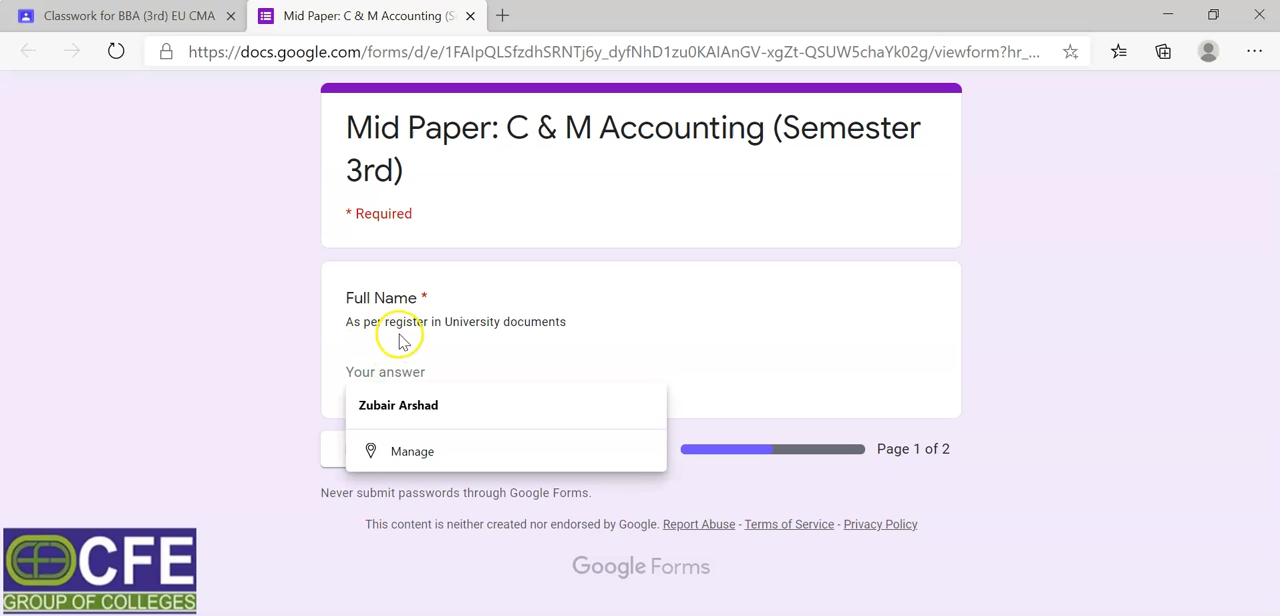 Classwork for BBA (3rd) EU CMA
Mid Paper: C & M Accounting (S
https://docs.google.com/forms/d/e/1FAIpQLSfzdhSRNTj6y_dyfNhD1zu0KAIAnGV-xgZt-QSUW5chaYk02g/viewform?hr_...
Mid Paper: C & M Accounting (Semester
3rd)
* Required
Full Name *
As per register in University documents
Your answer
Zubair Arshad
Manage
Page 1 of 2
Never submit passwords through Google Forms.
This content is neither created nor endorsed by Google. Report Abuse - Terms of Service - Privacy Policy
Google Forms
CFE
GROUP OF COLLEGES